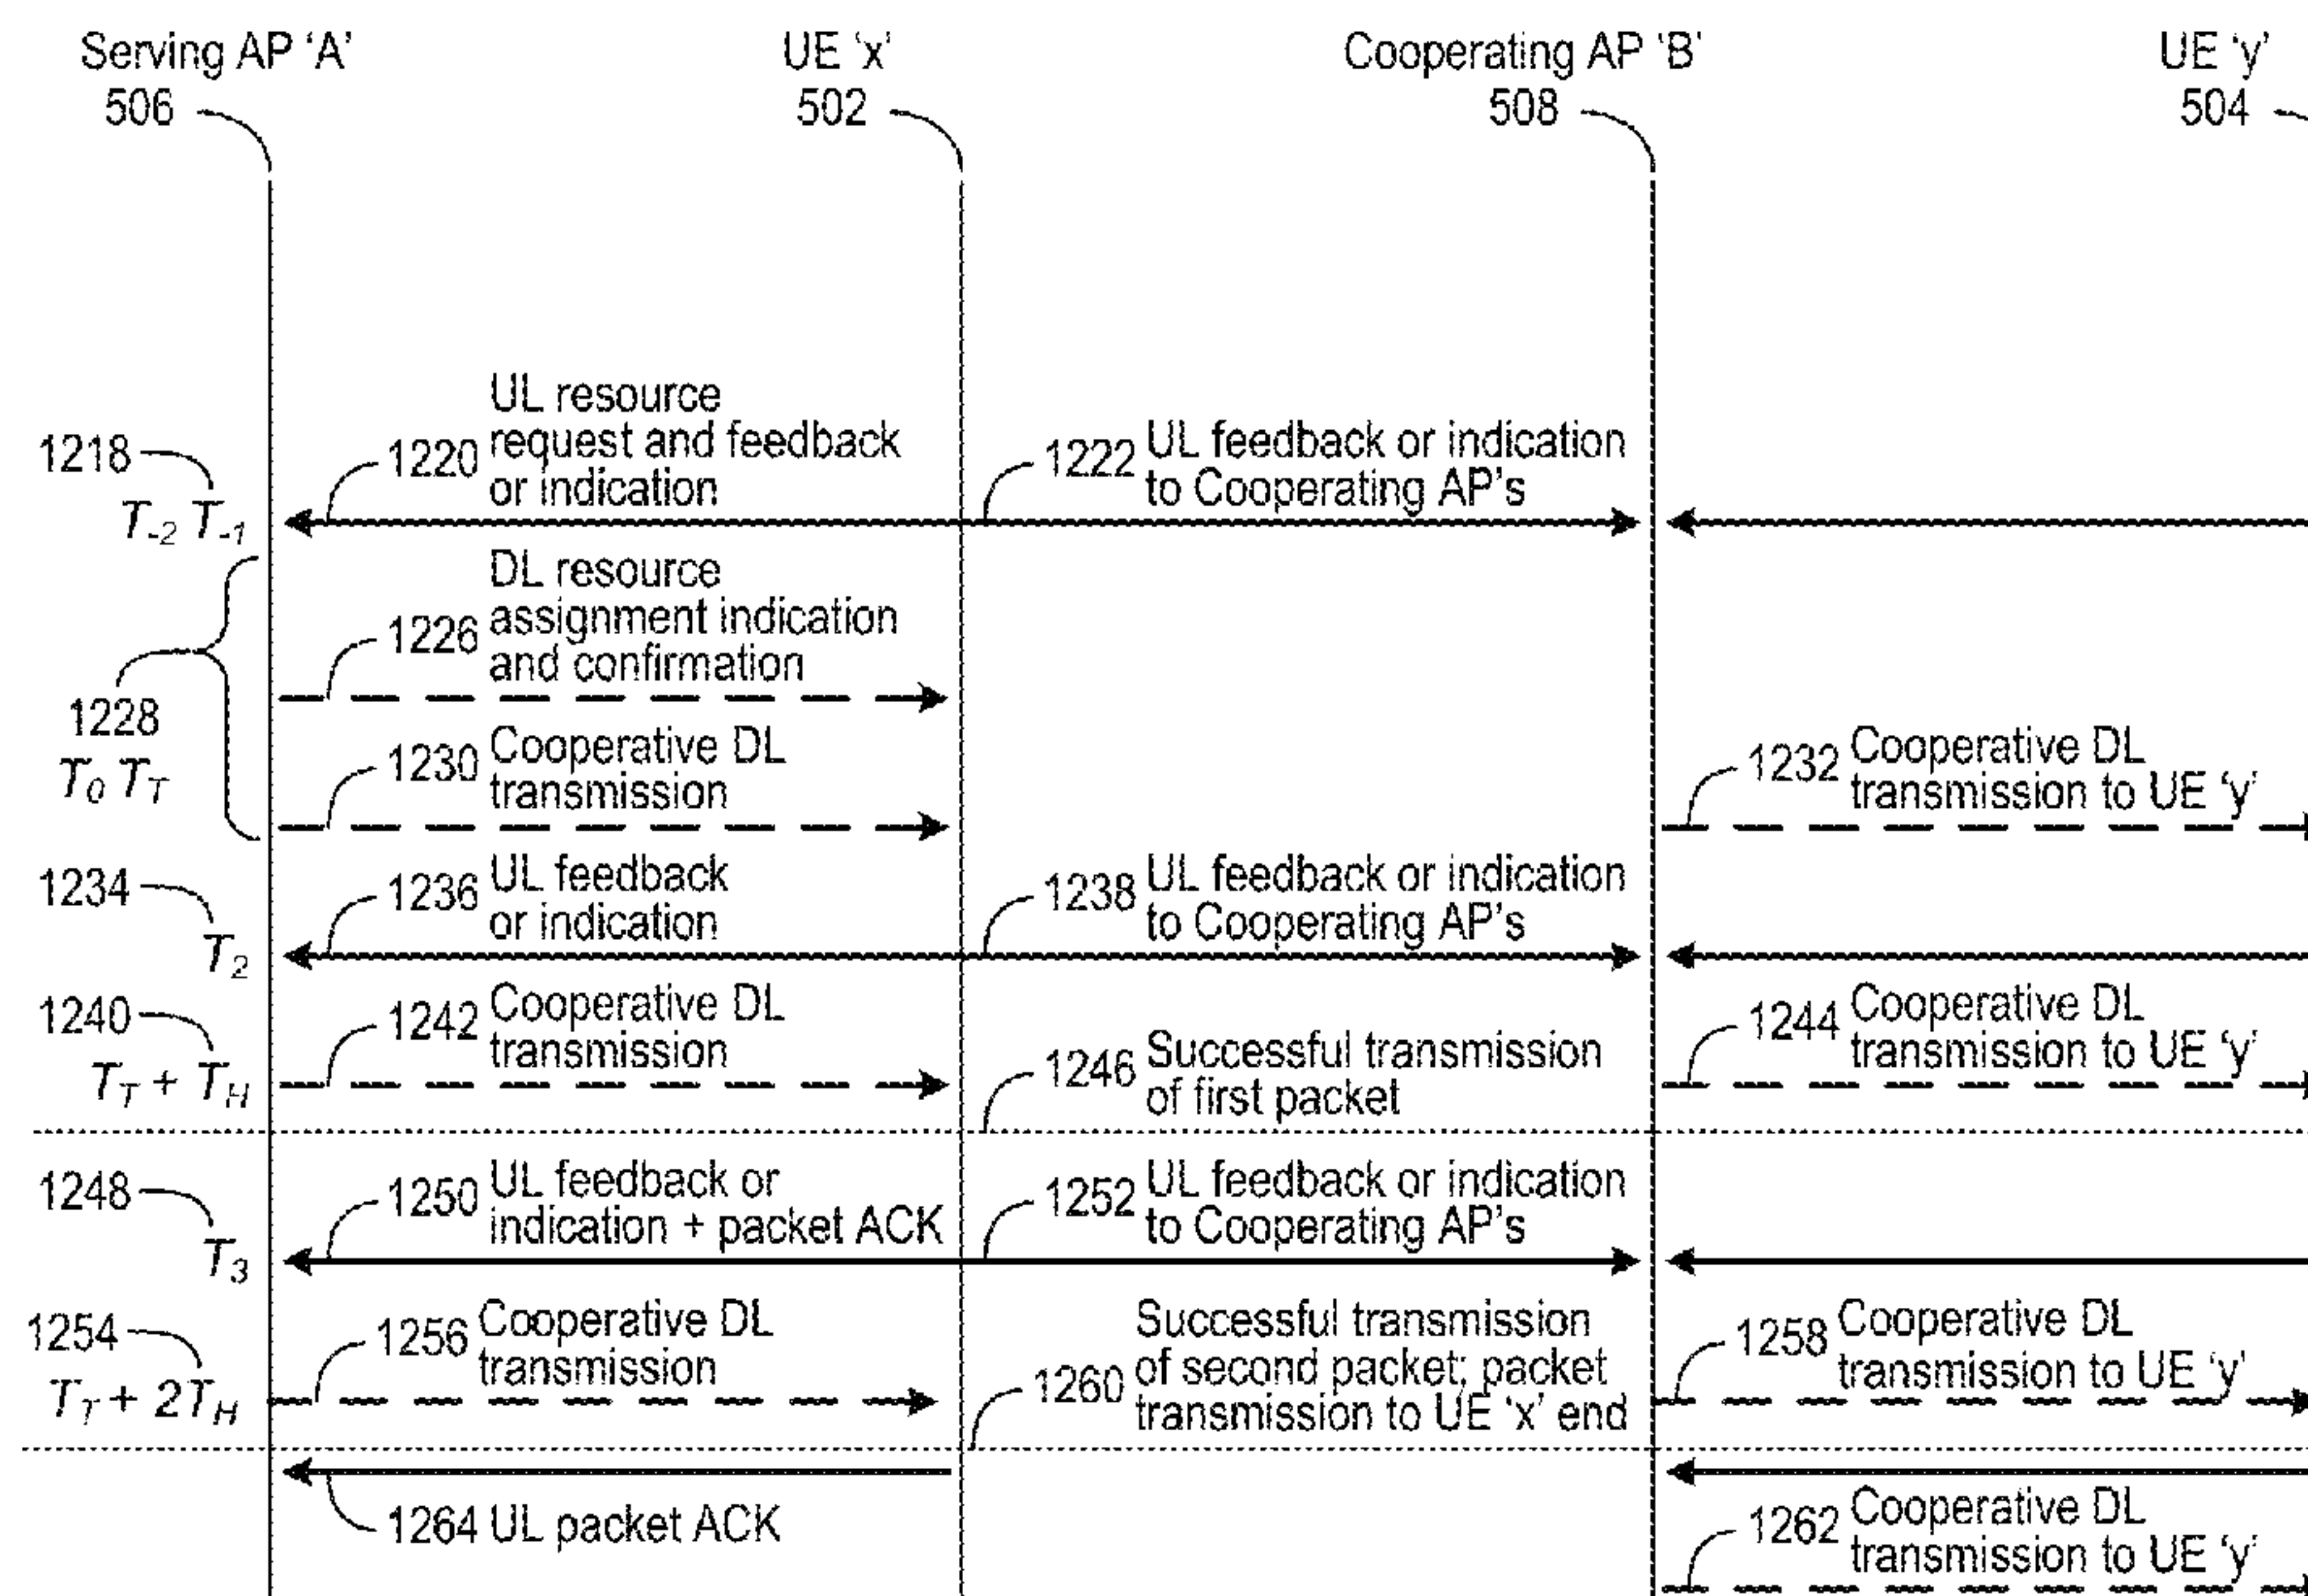 Serving AP ‘A’
506
UE ‘x’
502
Cooperating AP ‘B’
508
UE ‘y’
504
1218
T-2 T-1
1220
UL resource
request and feedback
or indication
1222
UL feedback or indication
to Cooperating AP's
1226
DL resource
assignment indication
and confirmation
1228
T0 TT
1230
Cooperative DL
transmission
1232
Cooperative DL
transmission to UE ‘y’
1234
T2
1236
UL feedback
or indication
1238
UL feedback or indication
to Cooperating AP's
1240
TT + TH
1242
Cooperative DL
transmission
1246
Successful transmission
of first packet
1244
Cooperative DL
transmission to UE ‘y’
1248
T3
1250
UL feedback or
indication + packet ACK
1252
UL feedback or indication
to Cooperating AP's
1254
TT + 2TH
1256
Cooperative DL
transmission
1260
Successful transmission
of second packet; packet
transmission to UE ‘x’ end
1258
Cooperative DL
transmission to UE ‘y’
1264 UL packet ACK
1262
Cooperative DL
transmission to UE ‘y’